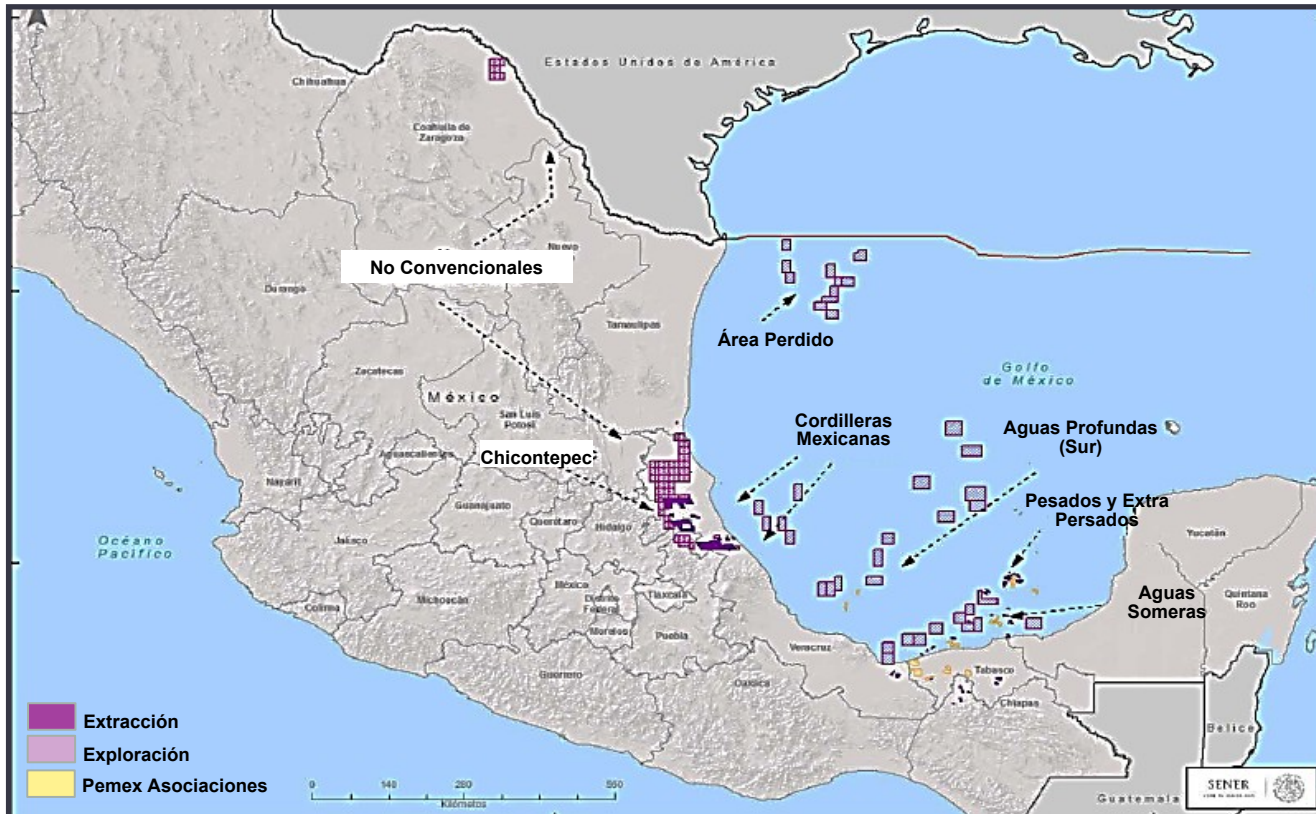 Estados Unidos de América
Chihuahua
Coahuila de
Zaragoza
No Convencionales
Nuevo
Durango
Tamaulipas
Área Perdido
Golfo
de México
Zacatecas
México
San Luis
Potosí
Cordilleras
Mexicanas
Aguas Profundas
(Sur)
Chicontepec
Aguascalientes
Nayarit
Pesados y Extra
Persados
Guanajuato
Querétaro
Hidalgo
Yucatán
Océano
Pacífico
Jalisco
México
Distrito
Federal
Tlaxcala
Quintana
Roo
Colima
Michoacán
Morelos
Puebla
Aguas
Someras
Veracruz
Tabasco
Guerrero
Oaxaca
Chiapas
Extracción
Exploración
Pemex Asociaciones
0 140 280 560
Kilómetros
Belice
SENER
Guatemala